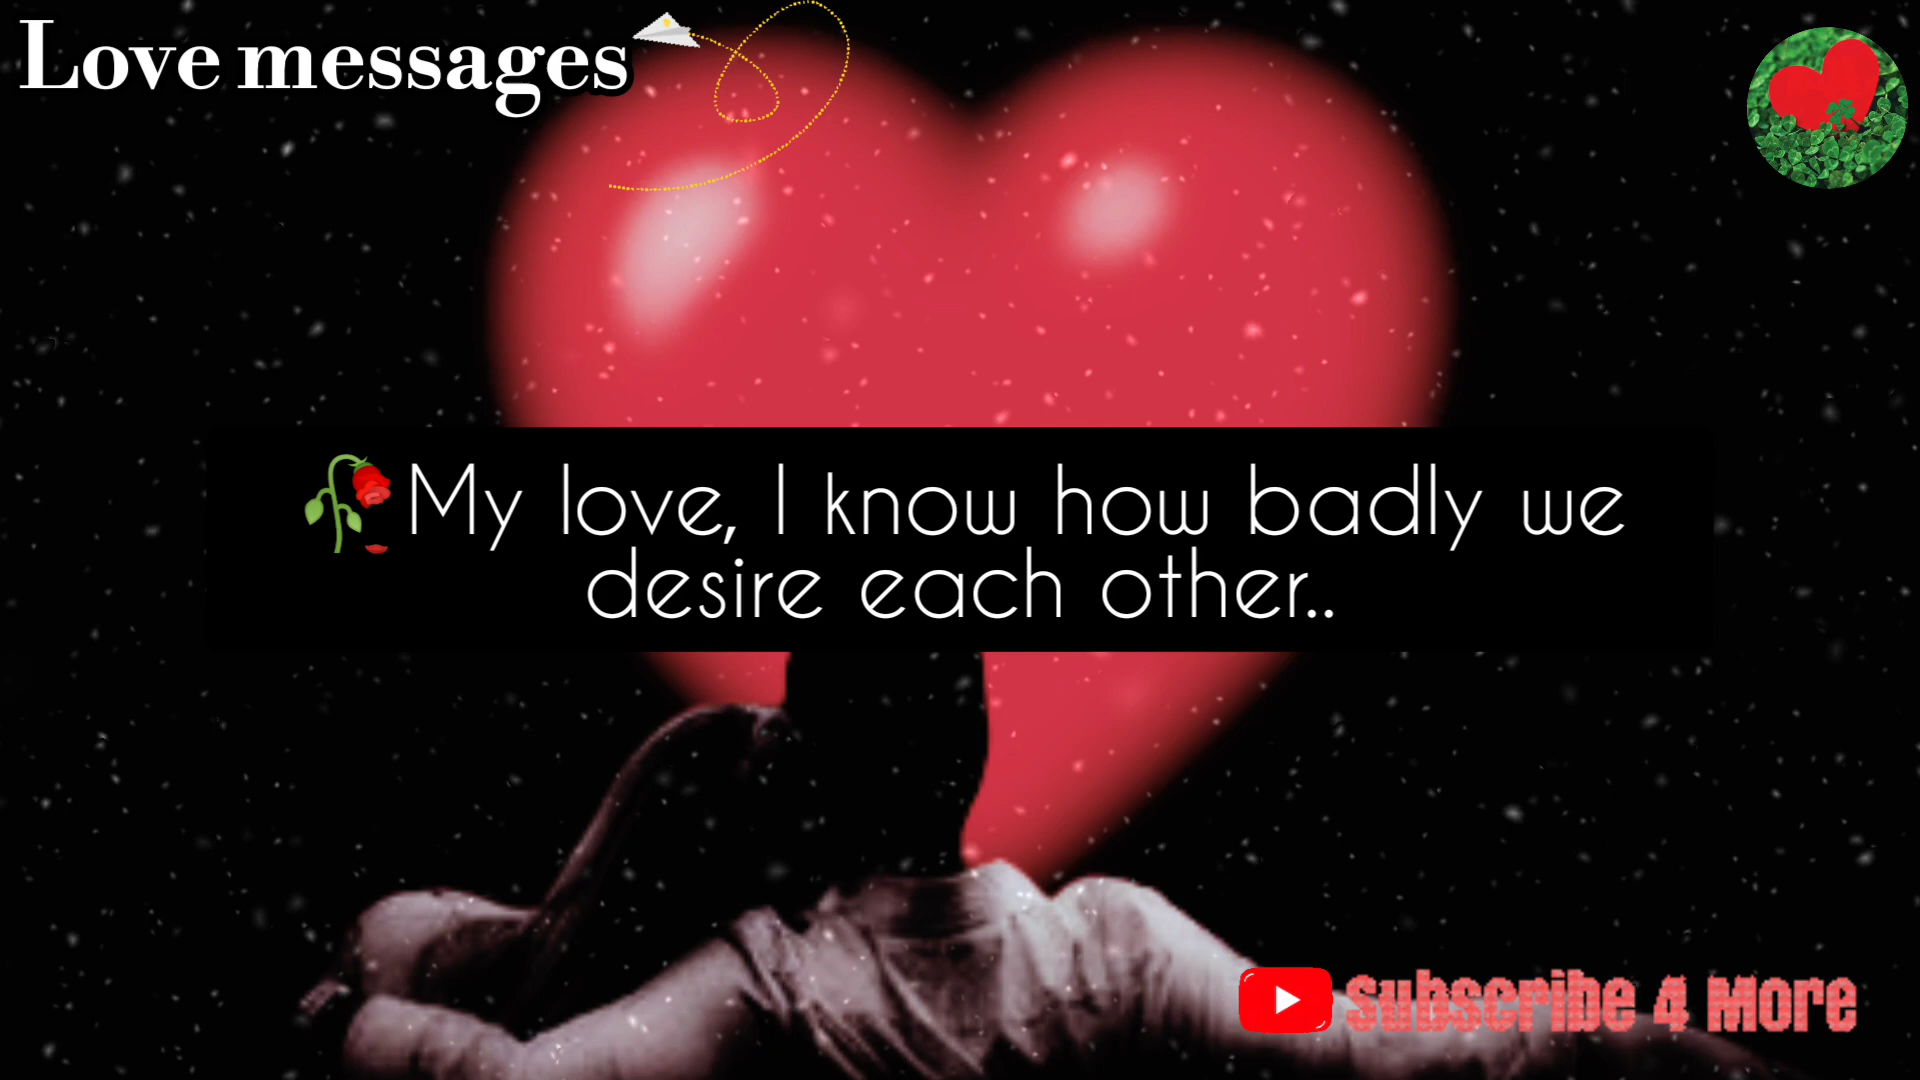 Love messages
🥀My love, I know how badly we
desire each other..
Subscribe 4 More